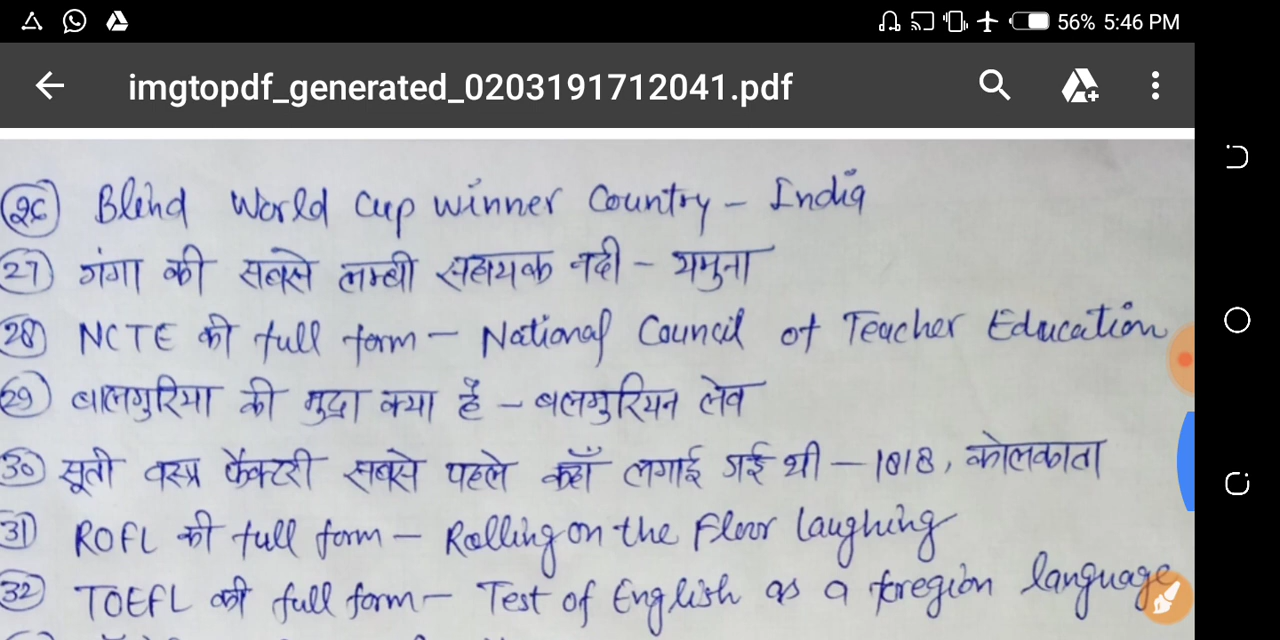 56% 5:46 PM
imgtopdf_generated_0203191712041.pdf
26 Blind World Cup winner Country - India
27 गंगा की सबसे लम्बी सहायक नदी - यमुना
28 NCTE की full form - National Council of Teacher Education
29 बालगुरिया की मुद्रा क्या है - बलगुरियन लेव
30 सूती वस्त्र फैक्टरी सबसे पहले कहाँ लगाई गई थी - 1818, कोलकाता
31 ROFL की full form - Rolling on the Floor laughing
32 TOEFL की full form - Test of English as a foregion language